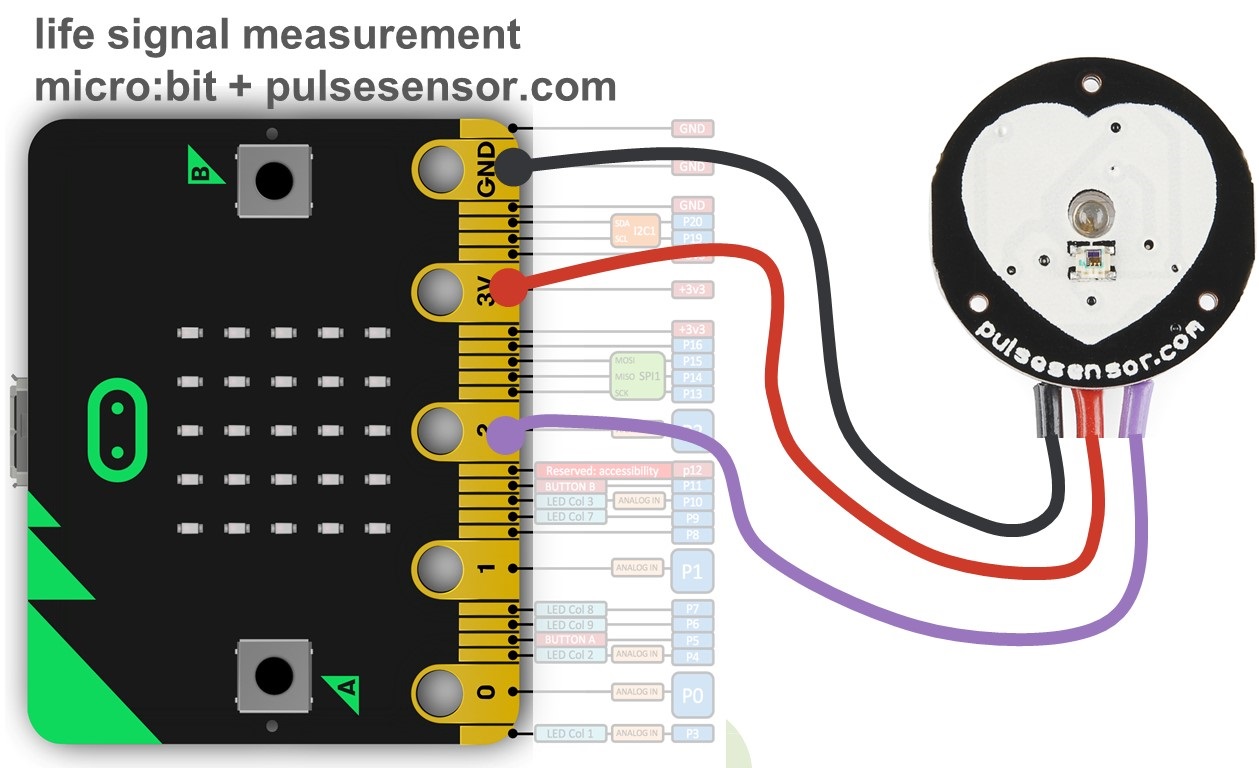 life signal measurement
micro:bit + pulsesensor.com
B
GND
3V
2
1
0
A
GND
GND
GND
SDA I2C1 P20
SCL P19
+3v3
+3v3
P16
MOSI P15
MISO SPI1 P14
SCK P13
Reserved: accessibility p12
BUTTON B P11
LED Col 3 ANALOG IN P10
LED Col 7 P9
P8
ANALOG IN P1
LED Col 8 P7
LED Col 9 P6
BUTTON A P5
LED Col 2 ANALOG IN P4
ANALOG IN P0
LED Col 1 ANALOG IN P3
pulsesensor.com